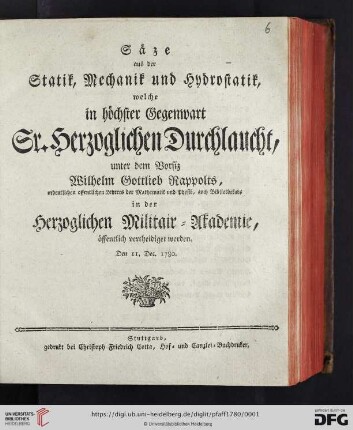 6
Säze
aus der
Statik, Mechanik und Hydrostatik,
welche
in höchster Gegenwart
Sr. Herzoglichen Durchlaucht,
unter dem Vorsiz
Wilhelm Gottlieb Rappolts,
ordentlichen öffentlichen Lehrers der Mathematik und Physik, auch Bibliothekars
in der
Herzoglichen Militair-Akademie,
öffentlich vertheidiget worden.
Den 11. Dec. 1780.
Stuttgard,
gedrukt bei Christoph Friedrich Cotta, Hof- und Canzlei-Buchdruker.
UNIVERSITÄTS-
BIBLIOTHEK
HEIDELBERG
https://digi.ub.uni-heidelberg.de/diglit/pfaff1780/0001
© Universitätsbibliothek Heidelberg
DFG